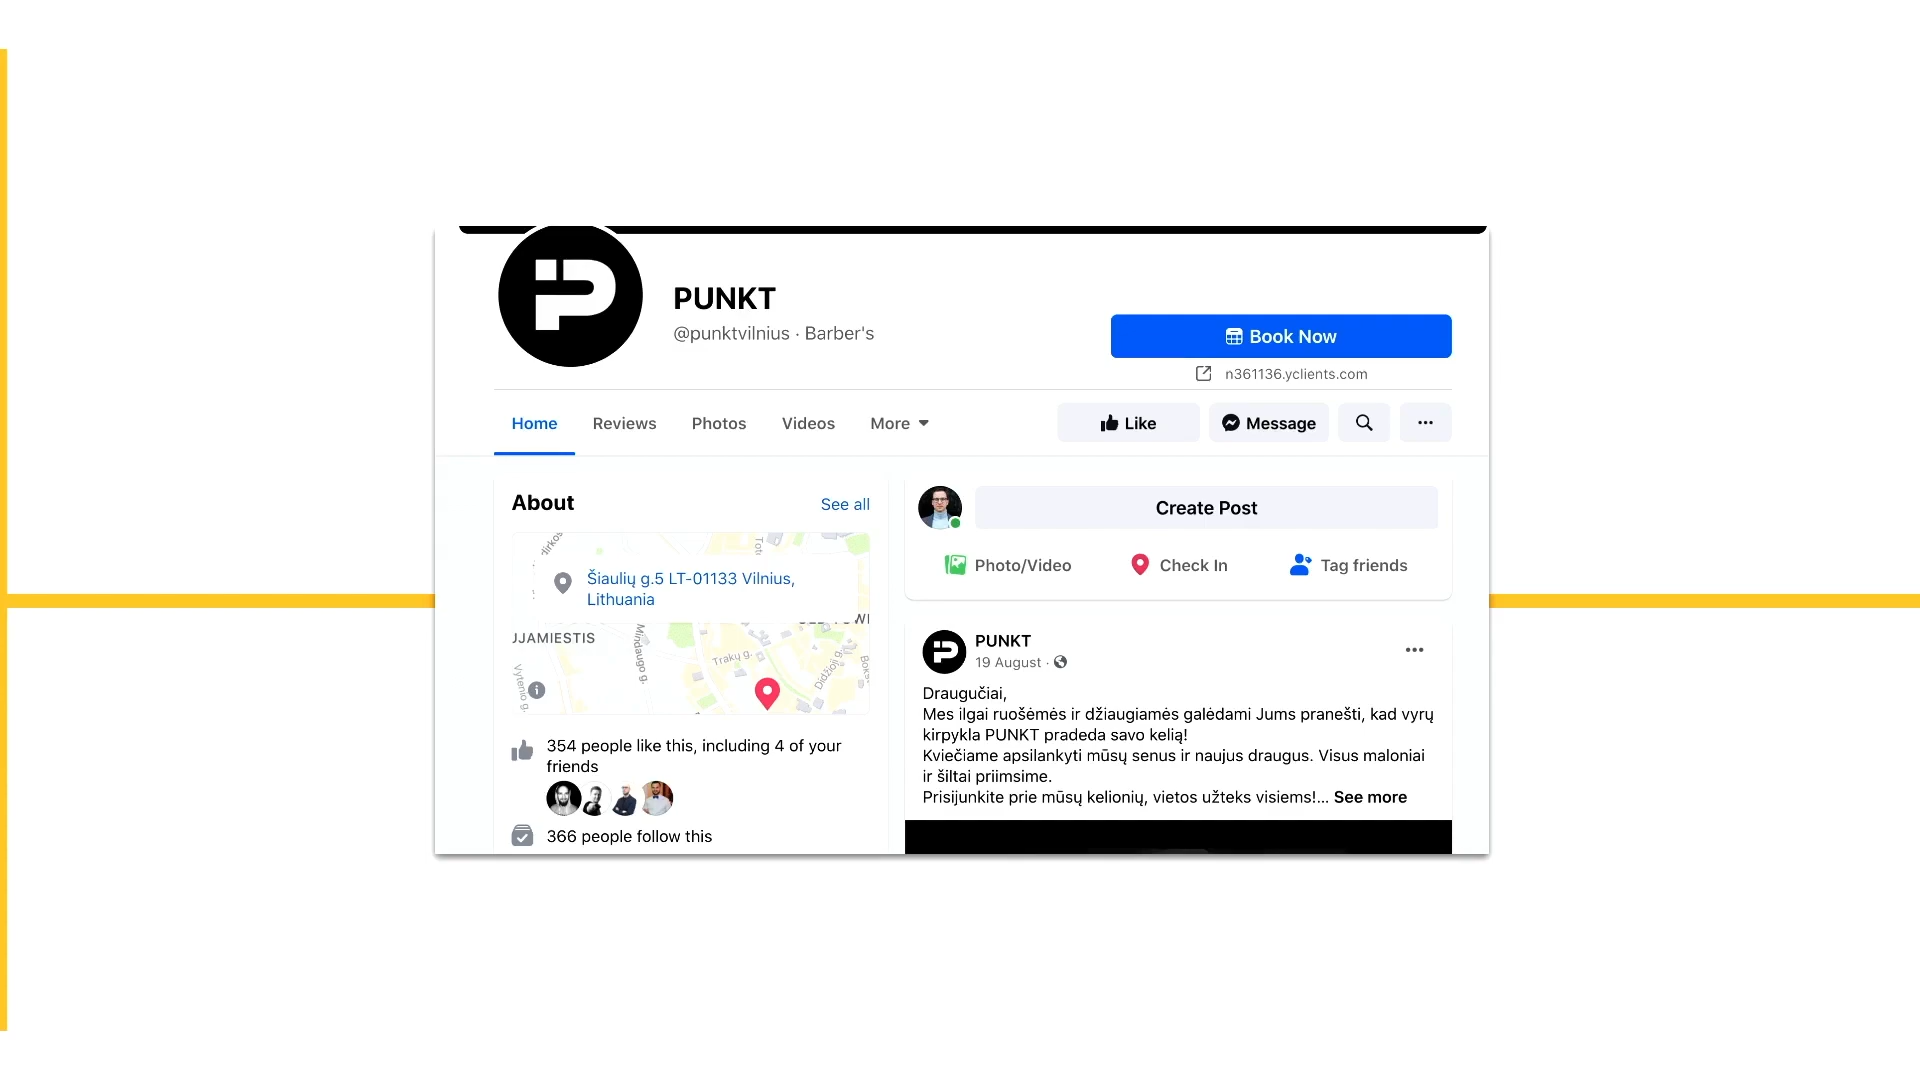 PUNKT
@punktvilnius · Barber's
Book Now
n361136.yclients.com
Home
Reviews
Photos
Videos
More
Like
Message
About
See all
Šiaulių g.5 LT-01133 Vilnius,
Lithuania
JJAMIESTIS
Mindaugo g.
Trakų g.
Didžioji g.
Vytenio g.
354 people like this, including 4 of your
friends
366 people follow this
Create Post
Photo/Video
Check In
Tag friends
PUNKT
19 August ·
Draugučiai,
Mes ilgai ruošėmės ir džiaugiamės galėdami Jums pranešti, kad vyrų
kirpykla PUNKT pradeda savo kelią!
Kviečiame apsilankyti mūsų senus ir naujus draugus. Visus maloniai
ir šiltai priimsime.
Prisijunkite prie mūsų kelionių, vietos užteks visiems!... See more